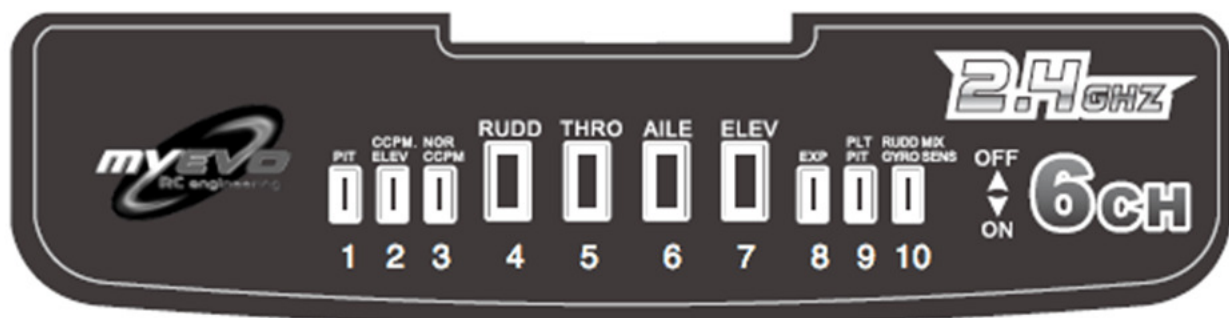 myEVO
RC engineering
PIT
CCPM.
ELEV
NOR
CCPM
RUDD
THRO
AILE
ELEV
EXP
PLT
PIT
RUDD MIX
GYRO SENS
2.4GHZ
OFF
ON
6CH
1 2 3 4 5 6 7 8 9 10